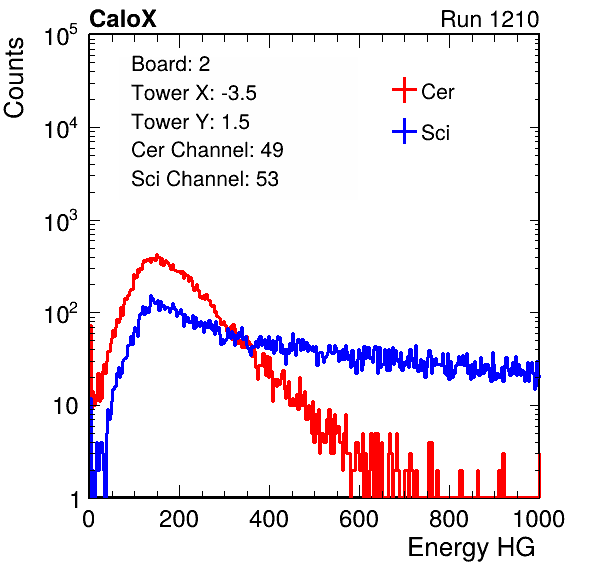 CaloX Run 1210
Counts
10^5
10^4
10^3
10^2
10
1
Board: 2
Tower X: -3.5
Tower Y: 1.5
Cer Channel: 49
Sci Channel: 53
Cer
Sci
0 200 400 600 800 1000
Energy HG